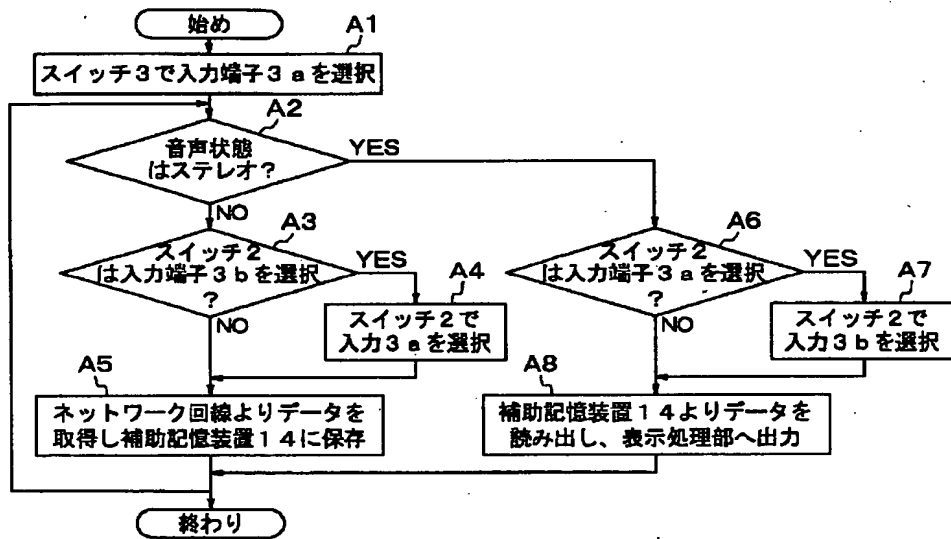 始め
A1
スイッチ3で入力端子3aを選択
A2
音声状態
はステレオ?
YES
NO
A3
スイッチ2
は入力端子3bを選択
?
YES
NO
A4
スイッチ2で
入力3aを選択
A5
ネットワーク回線よりデータを
取得し補助記憶装置14に保存
A6
スイッチ2
は入力端子3aを選択
?
YES
NO
A7
スイッチ2で
入力3bを選択
A8
補助記憶装置14よりデータを
読み出し、表示処理部へ出力
終わり